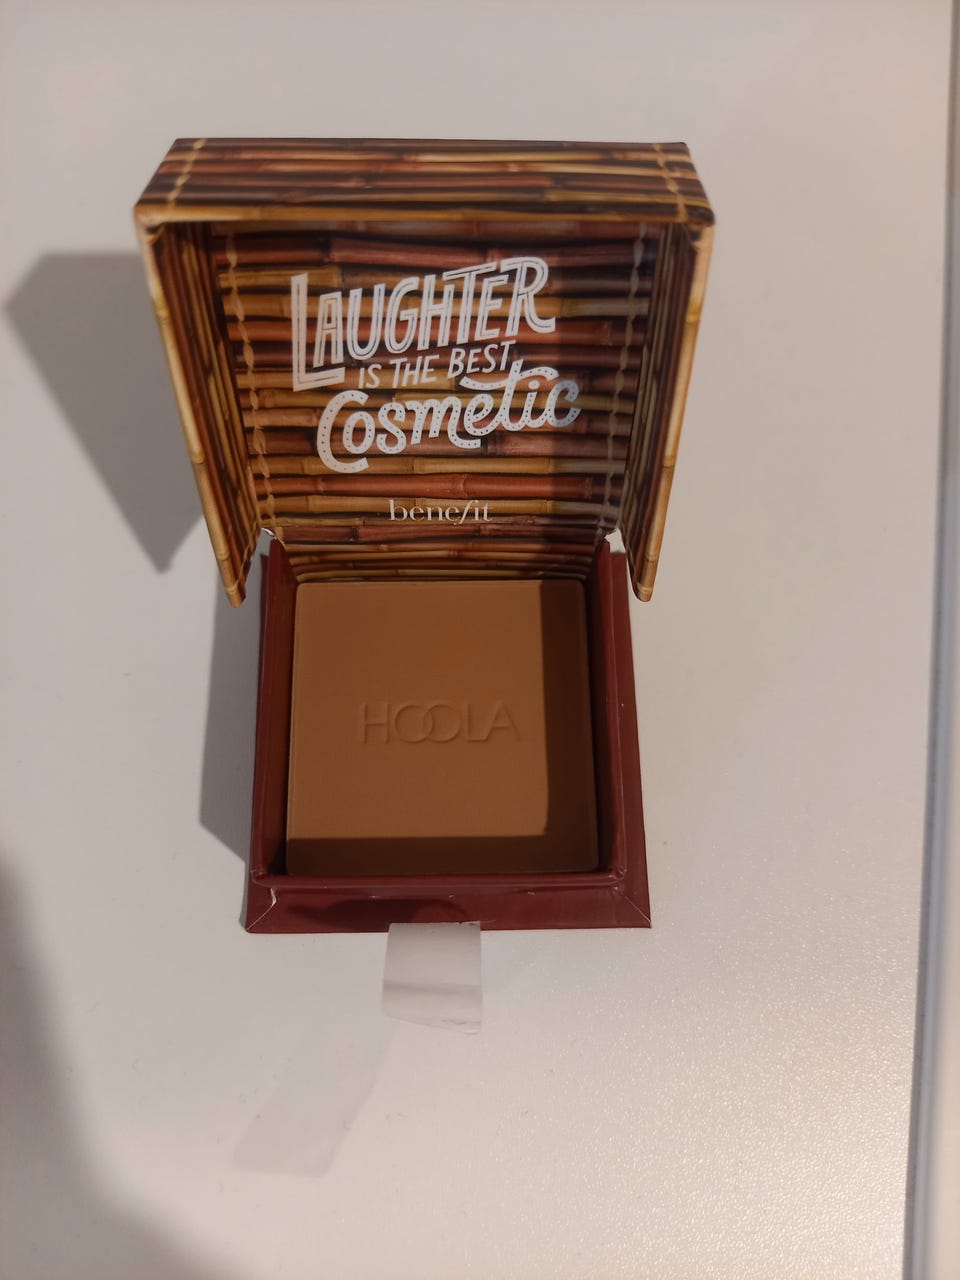 LAUGHTER
IS THE BEST
Cosmetic
benefit
HOOLA